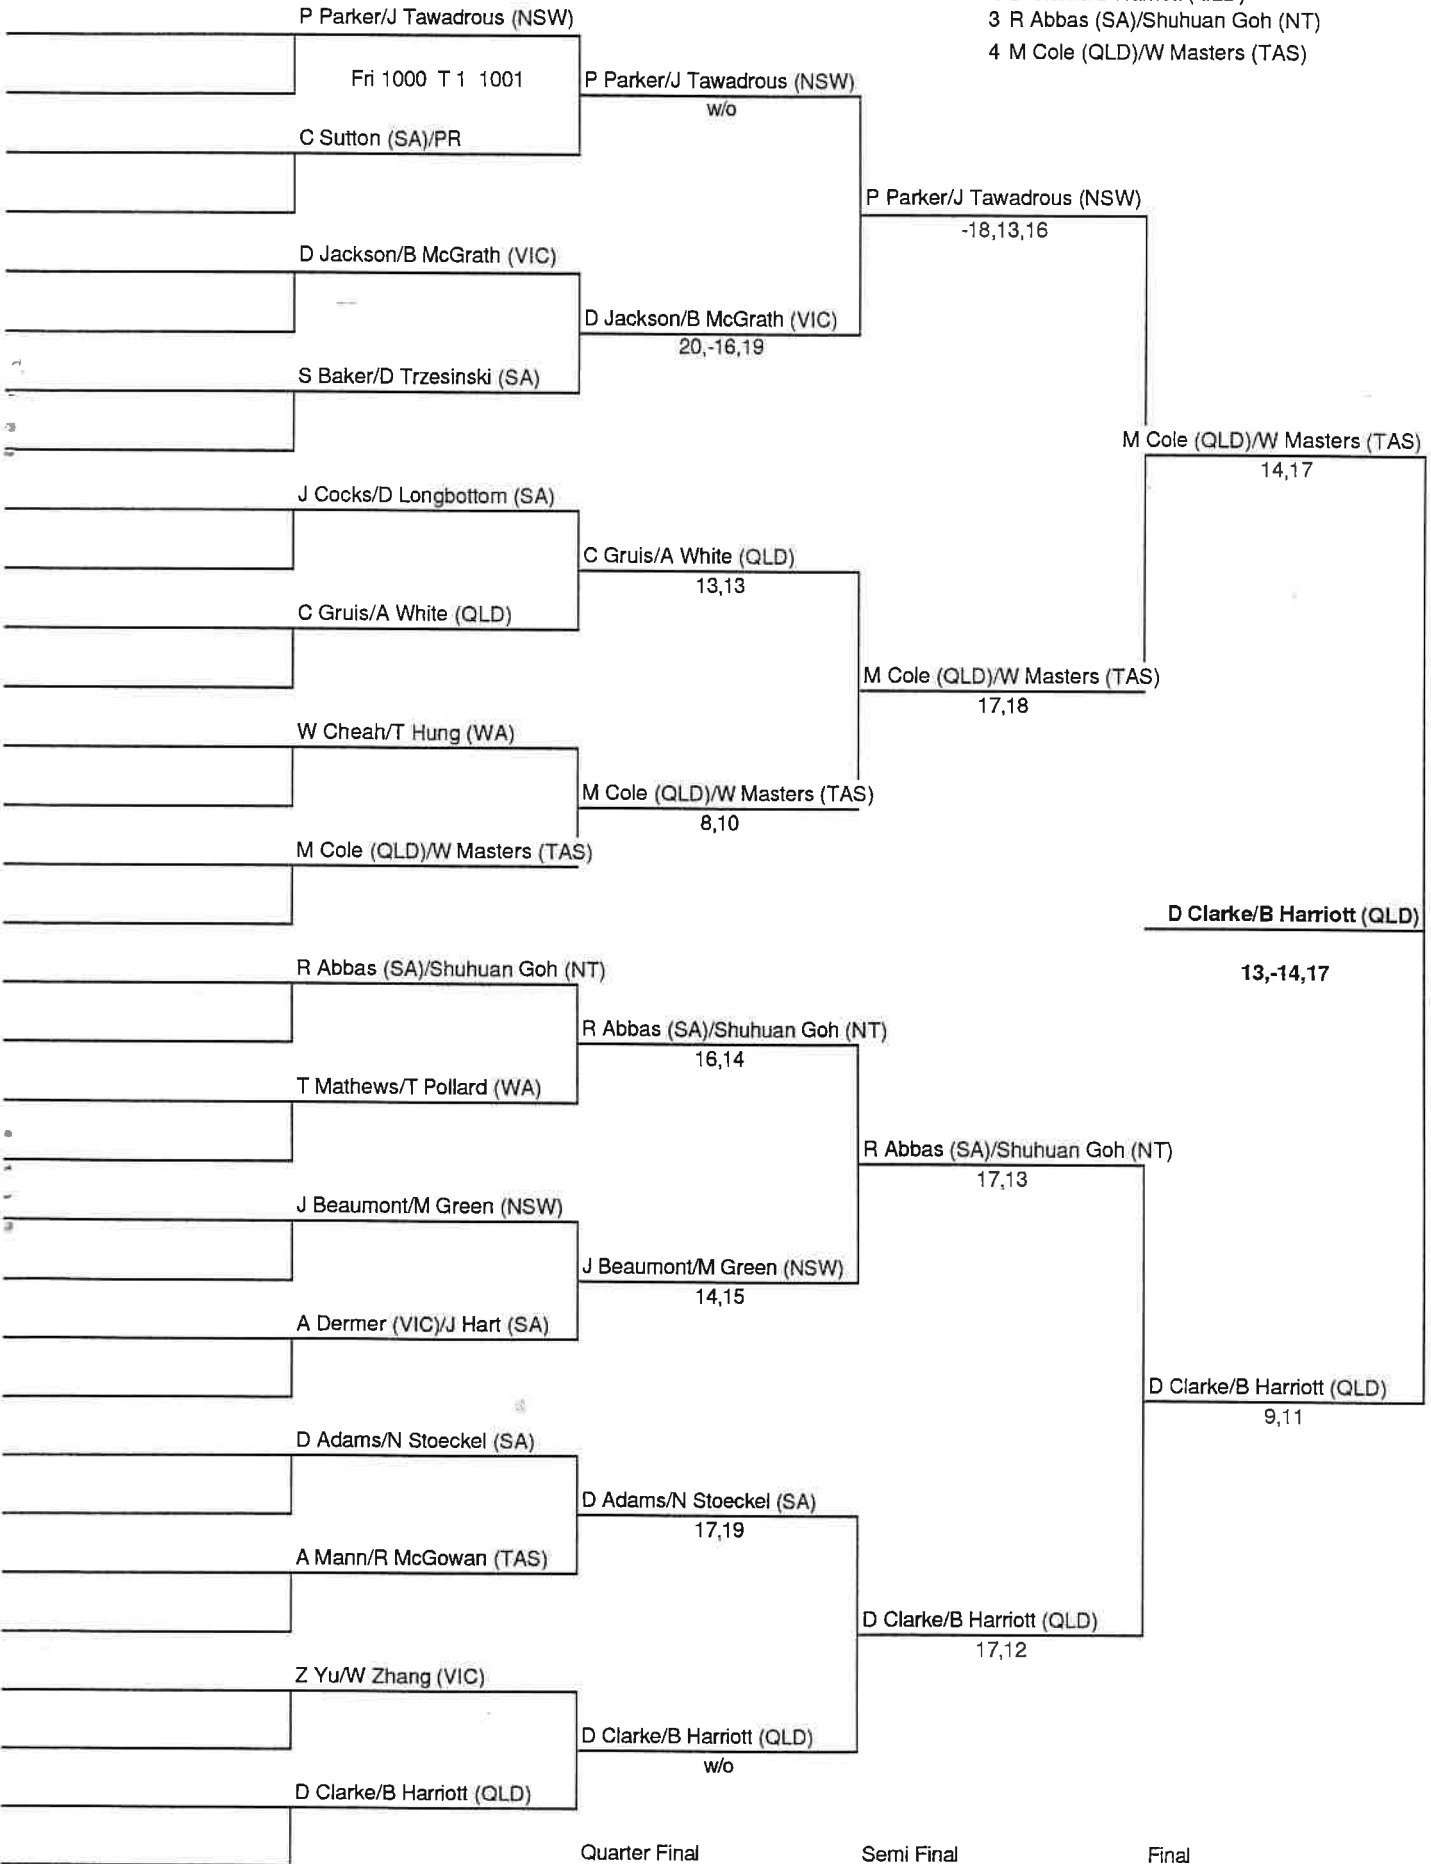 P Parker/J Tawadrous (NSW)
3 R Abbas (SA)/Shuhuan Goh (NT)
4 M Cole (QLD)/W Masters (TAS)
Fri 1000 T 1 1001
P Parker/J Tawadrous (NSW)
w/o
C Sutton (SA)/PR
P Parker/J Tawadrous (NSW)
-18,13,16
D Jackson/B McGrath (VIC)
D Jackson/B McGrath (VIC)
20,-16,19
S Baker/D Trzesinski (SA)
M Cole (QLD)/W Masters (TAS)
14,17
J Cocks/D Longbottom (SA)
C Gruis/A White (QLD)
13,13
C Gruis/A White (QLD)
M Cole (QLD)/W Masters (TAS)
17,18
W Cheah/T Hung (WA)
M Cole (QLD)/W Masters (TAS)
8,10
M Cole (QLD)/W Masters (TAS)
D Clarke/B Harriott (QLD)
13,-14,17
R Abbas (SA)/Shuhuan Goh (NT)
R Abbas (SA)/Shuhuan Goh (NT)
16,14
T Mathews/T Pollard (WA)
R Abbas (SA)/Shuhuan Goh (NT)
17,13
J Beaumont/M Green (NSW)
J Beaumont/M Green (NSW)
14,15
A Dermer (VIC)/J Hart (SA)
D Clarke/B Harriott (QLD)
9,11
D Adams/N Stoeckel (SA)
D Adams/N Stoeckel (SA)
17,19
A Mann/R McGowan (TAS)
D Clarke/B Harriott (QLD)
17,12
Z Yu/W Zhang (VIC)
D Clarke/B Harriott (QLD)
w/o
D Clarke/B Harriott (QLD)
Quarter Final
Semi Final
Final